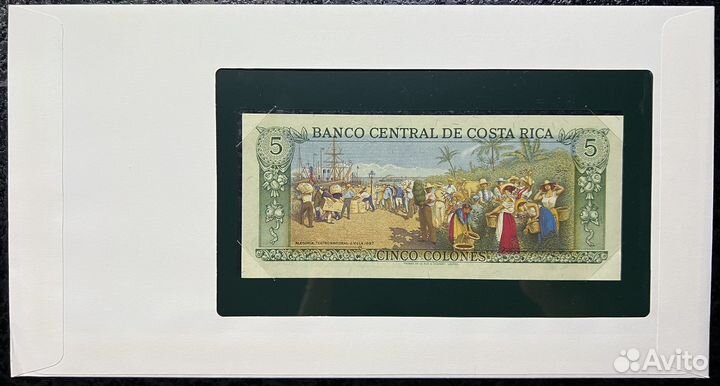 BANCO CENTRAL DE COSTA RICA
5 5
ALEGORIA, TEATRO NACIONAL J. VILLA 1897
CINCO COLONES
Avito